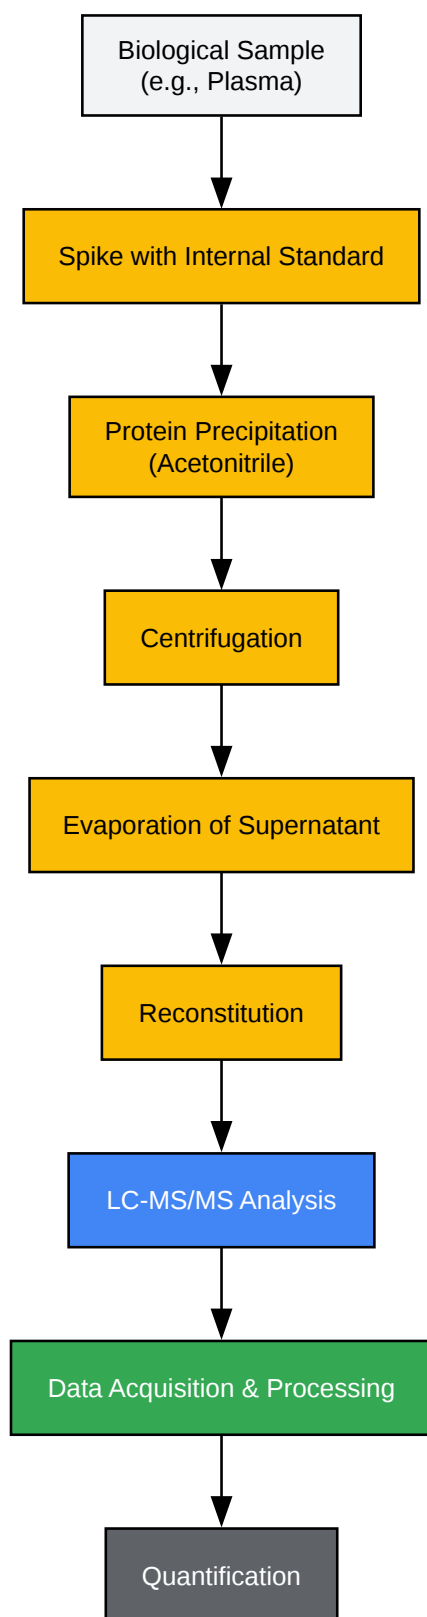 Biological Sample
(e.g., Plasma)
Spike with Internal Standard
Protein Precipitation
(Acetonitrile)
Centrifugation
Evaporation of Supernatant
Reconstitution
LC-MS/MS Analysis
Data Acquisition & Processing
Quantification